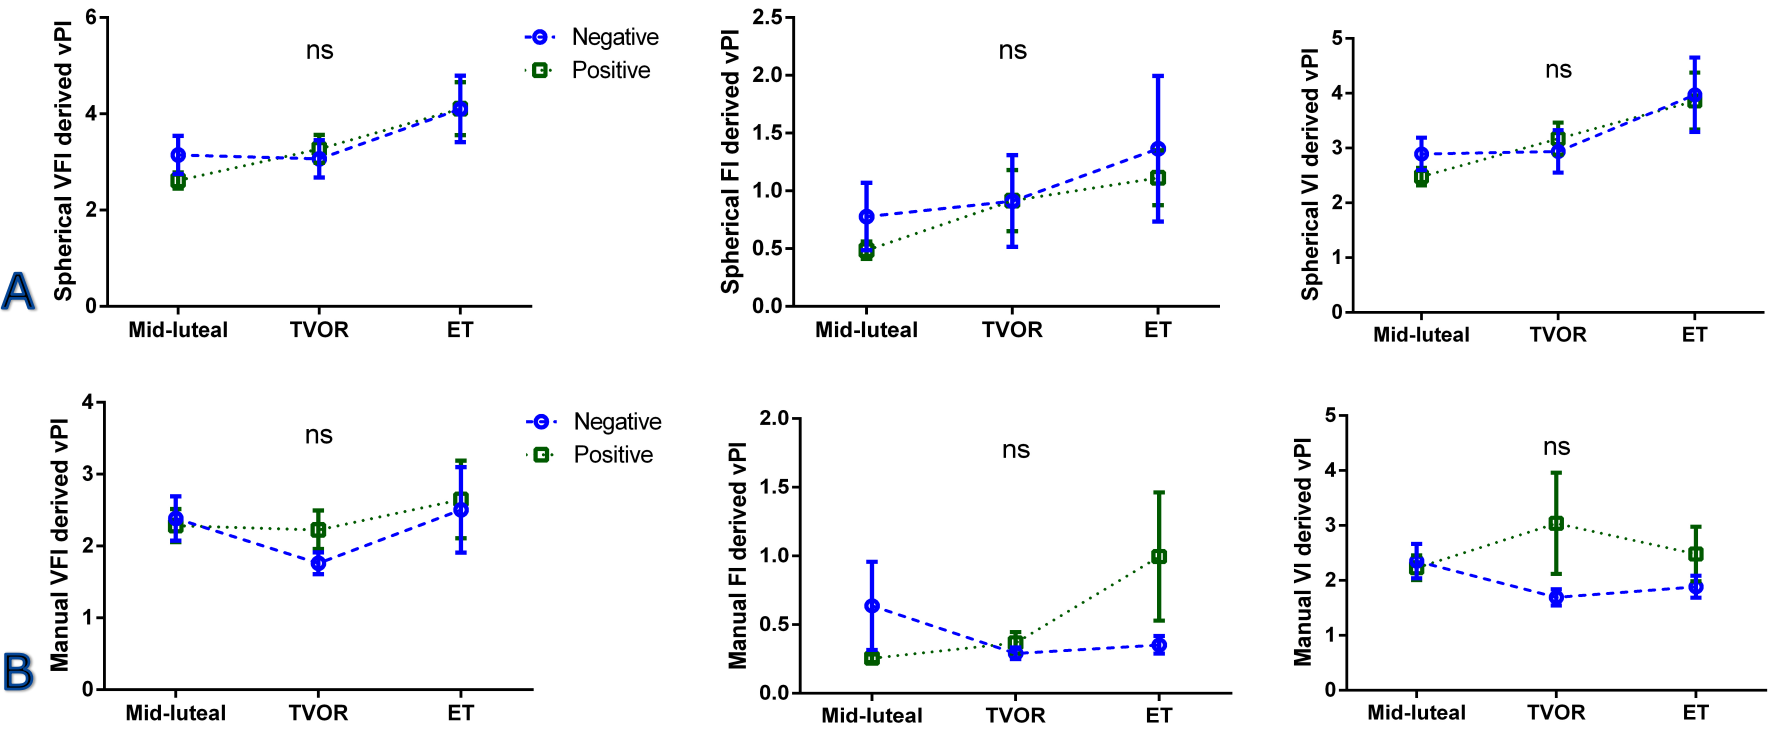 Spherical VFI derived vPI
6
4
2
0
ns
Negative
Positive
Mid-luteal TVOR ET
Spherical FI derived vPI
2.5
2.0
1.5
1.0
0.5
0.0
ns
Mid-luteal TVOR ET
Spherical VI derived vPI
5
4
3
2
1
0
ns
Mid-luteal TVOR ET
A
Manual VFI derived vPI
4
3
2
1
0
ns
Negative
Positive
Mid-luteal TVOR ET
Manual FI derived vPI
2.0
1.5
1.0
0.5
0.0
ns
Mid-luteal TVOR ET
Manual VI derived vPI
5
4
3
2
1
0
ns
Mid-luteal TVOR ET
B